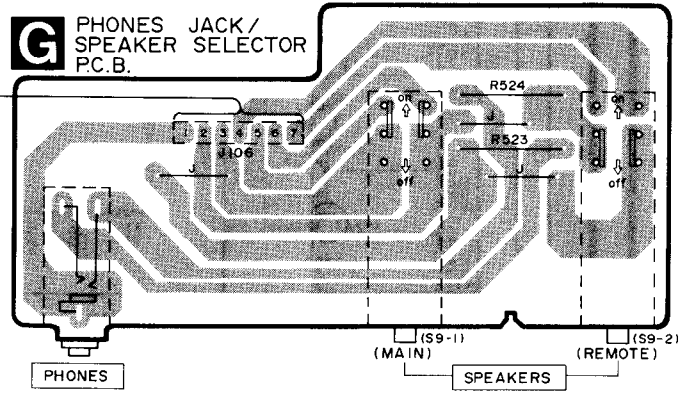 G
PHONES JACK/
SPEAKER SELECTOR
P.C.B.
on
R524
on
1 2 3 4 5 6 7
J
J106
R523
J
off
J
off
(S9-1)
(MAIN)
(S9-2)
(REMOTE)
PHONES
SPEAKERS